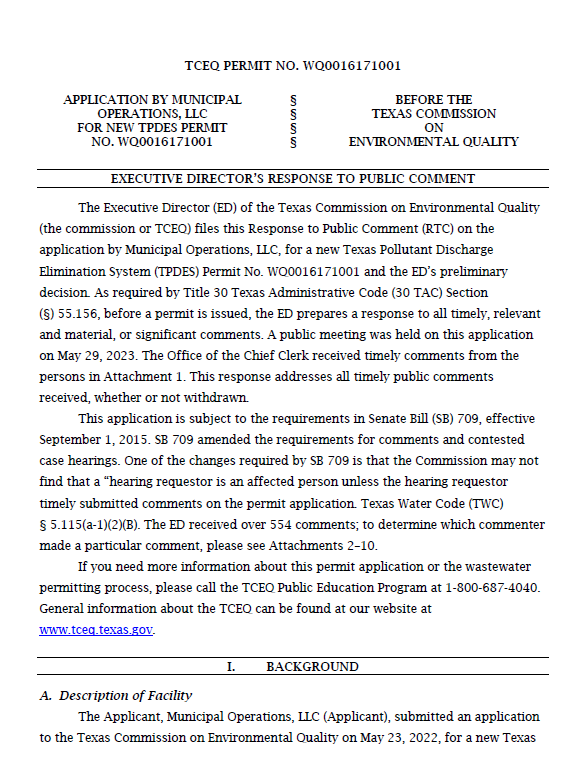 TCEQ PERMIT NO. WQ0016171001
APPLICATION BY MUNICIPAL § BEFORE THE
OPERATIONS, LLC § TEXAS COMMISSION
FOR NEW TPDES PERMIT § ON
NO. WQ0016171001 § ENVIRONMENTAL QUALITY
EXECUTIVE DIRECTOR'S RESPONSE TO PUBLIC COMMENT
The Executive Director (ED) of the Texas Commission on Environmental Quality
(the commission or TCEQ) files this Response to Public Comment (RTC) on the
application by Municipal Operations, LLC, for a new Texas Pollutant Discharge
Elimination System (TPDES) Permit No. WQ0016171001 and the ED's preliminary
decision. As required by Title 30 Texas Administrative Code (30 TAC) Section
(§) 55.156, before a permit is issued, the ED prepares a response to all timely, relevant
and material, or significant comments. A public meeting was held on this application
on May 29, 2023. The Office of the Chief Clerk received timely comments from the
persons in Attachment 1. This response addresses all timely public comments
received, whether or not withdrawn.
This application is subject to the requirements in Senate Bill (SB) 709, effective
September 1, 2015. SB 709 amended the requirements for comments and contested
case hearings. One of the changes required by SB 709 is that the Commission may not
find that a “hearing requestor is an affected person unless the hearing requestor
timely submitted comments on the permit application. Texas Water Code (TWC)
§ 5.115(a-1)(2)(B). The ED received over 554 comments; to determine which commenter
made a particular comment, please see Attachments 2–10.
If you need more information about this permit application or the wastewater
permitting process, please call the TCEQ Public Education Program at 1-800-687-4040.
General information about the TCEQ can be found at our website at
www.tceq.texas.gov.
I. BACKGROUND
A. Description of Facility
The Applicant, Municipal Operations, LLC (Applicant), submitted an application
to the Texas Commission on Environmental Quality on May 23, 2022, for a new Texas